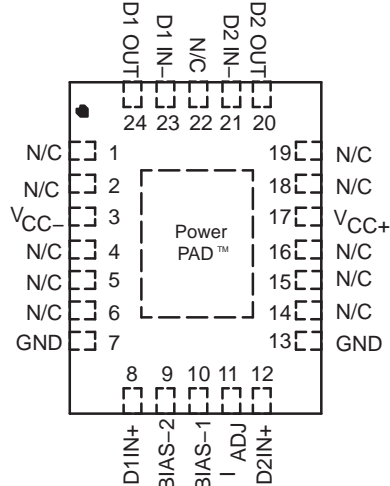 D1 OUT
D1 IN−
N/C
D2 IN−
D2 OUT
24 23 22 21 20
N/C 1
N/C 2
VCC− 3
N/C 4
N/C 5
N/C 6
GND 7
Power
PAD™
19 N/C
18 N/C
17 VCC+
16 N/C
15 N/C
14 N/C
13 GND
8 9 10 11 12
D1IN+
BIAS−2
BIAS−1
I ADJ
D2IN+